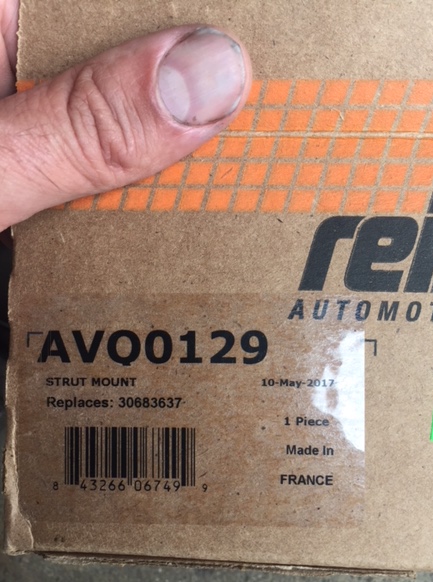 rei
AUTOMOT
AVQ0129
STRUT MOUNT 10-May-2017
Replaces: 30683637
1 Piece
Made In
FRANCE
8 43266 06749 9